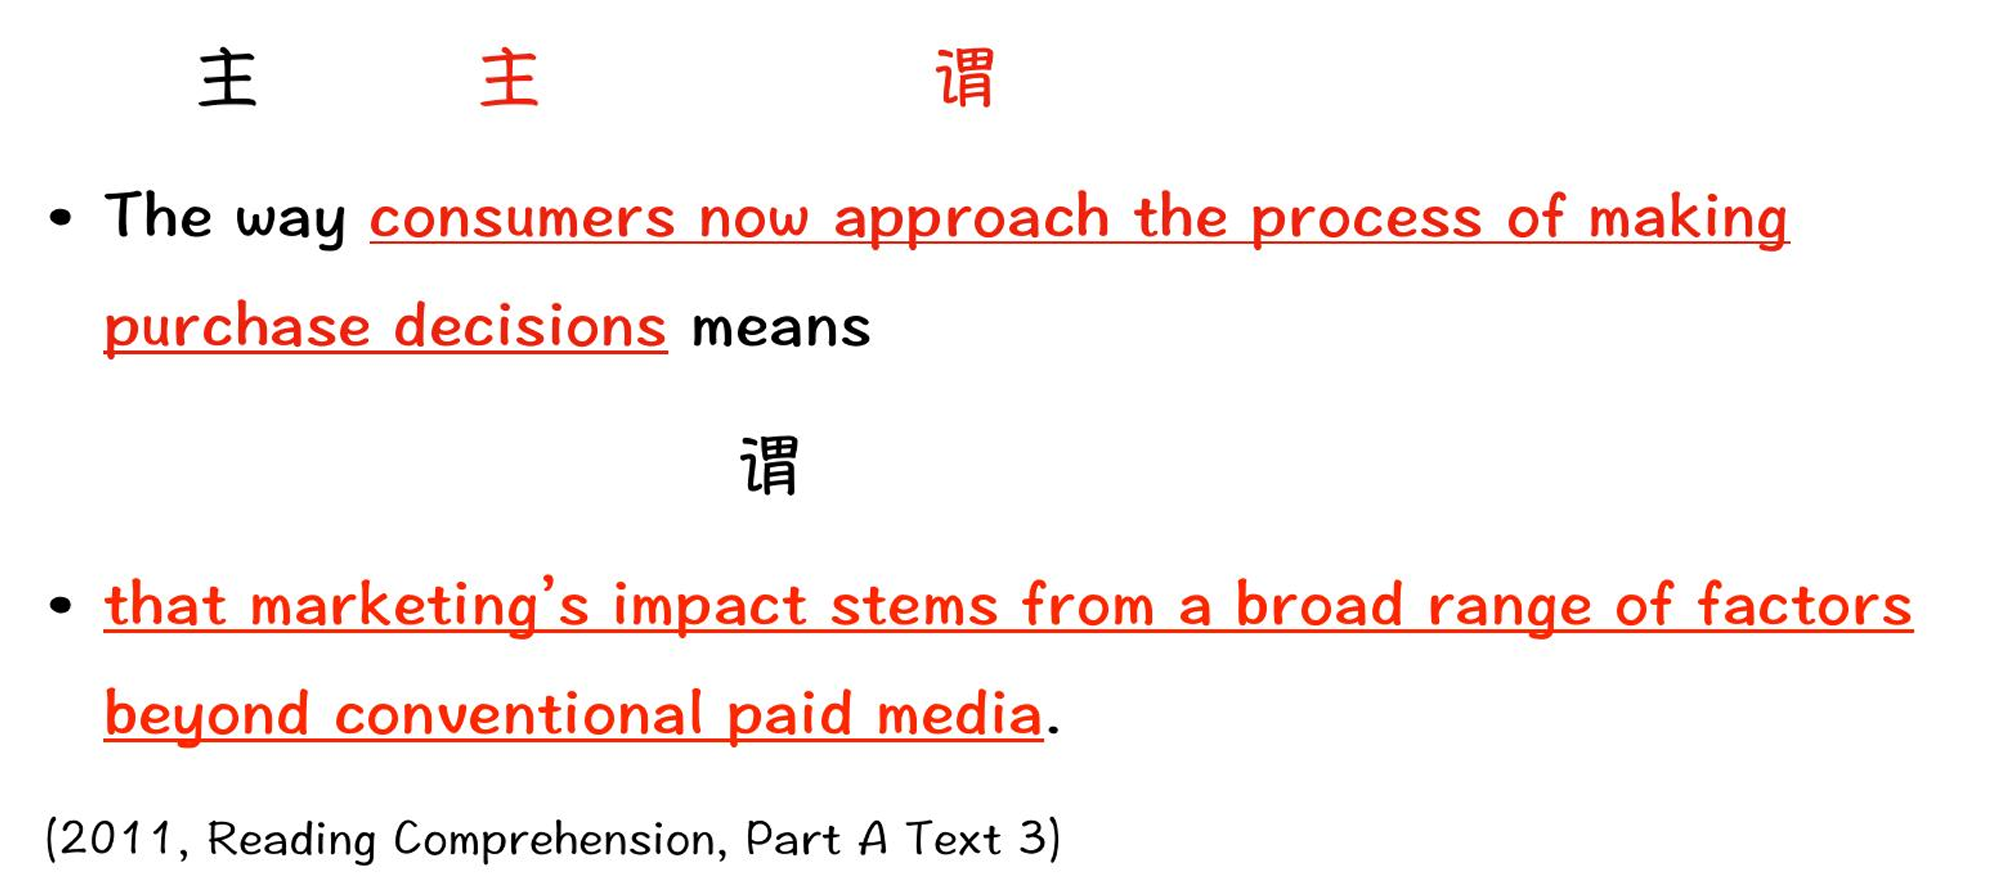 主 主 谓
• The way consumers now approach the process of making
purchase decisions means
谓
• that marketing’s impact stems from a broad range of factors
beyond conventional paid media.
(2011, Reading Comprehension, Part A Text 3)